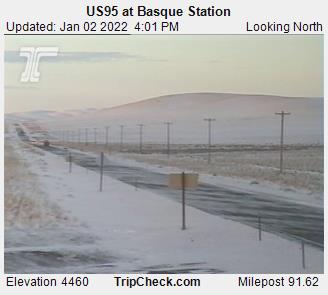 US95 at Basque Station
Updated: Jan 02 2022 4:01 PM Looking North
Elevation 4460 TripCheck.com Milepost 91.62